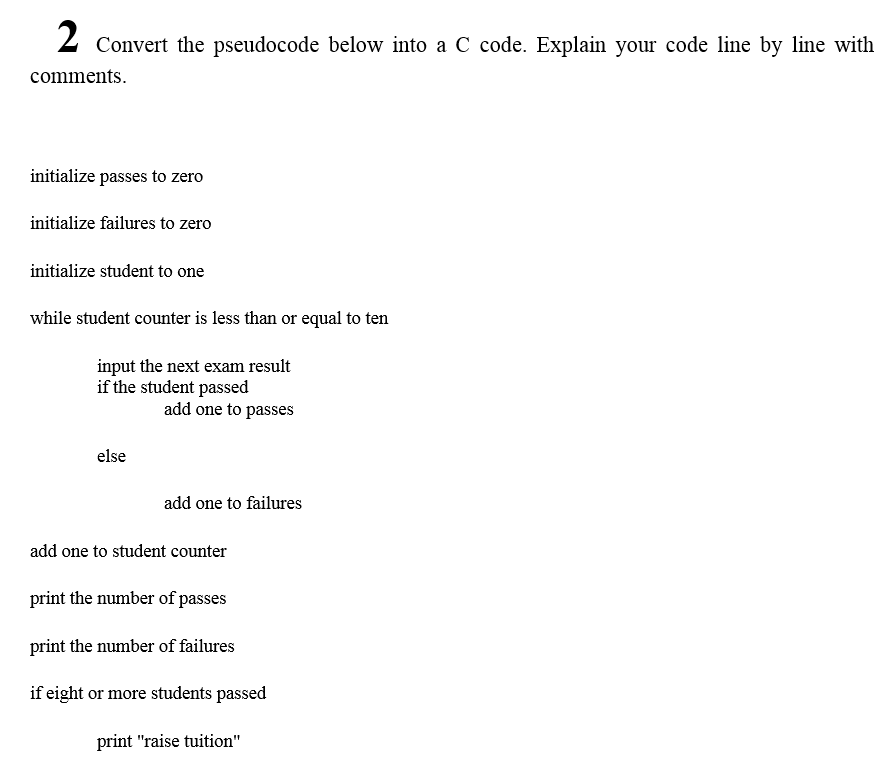 2 Convert the pseudocode below into a C code. Explain your code line by line with
comments.
initialize passes to zero
initialize failures to zero
initialize student to one
while student counter is less than or equal to ten
input the next exam result
if the student passed
add one to passes
else
add one to failures
add one to student counter
print the number of passes
print the number of failures
if eight or more students passed
print "raise tuition"